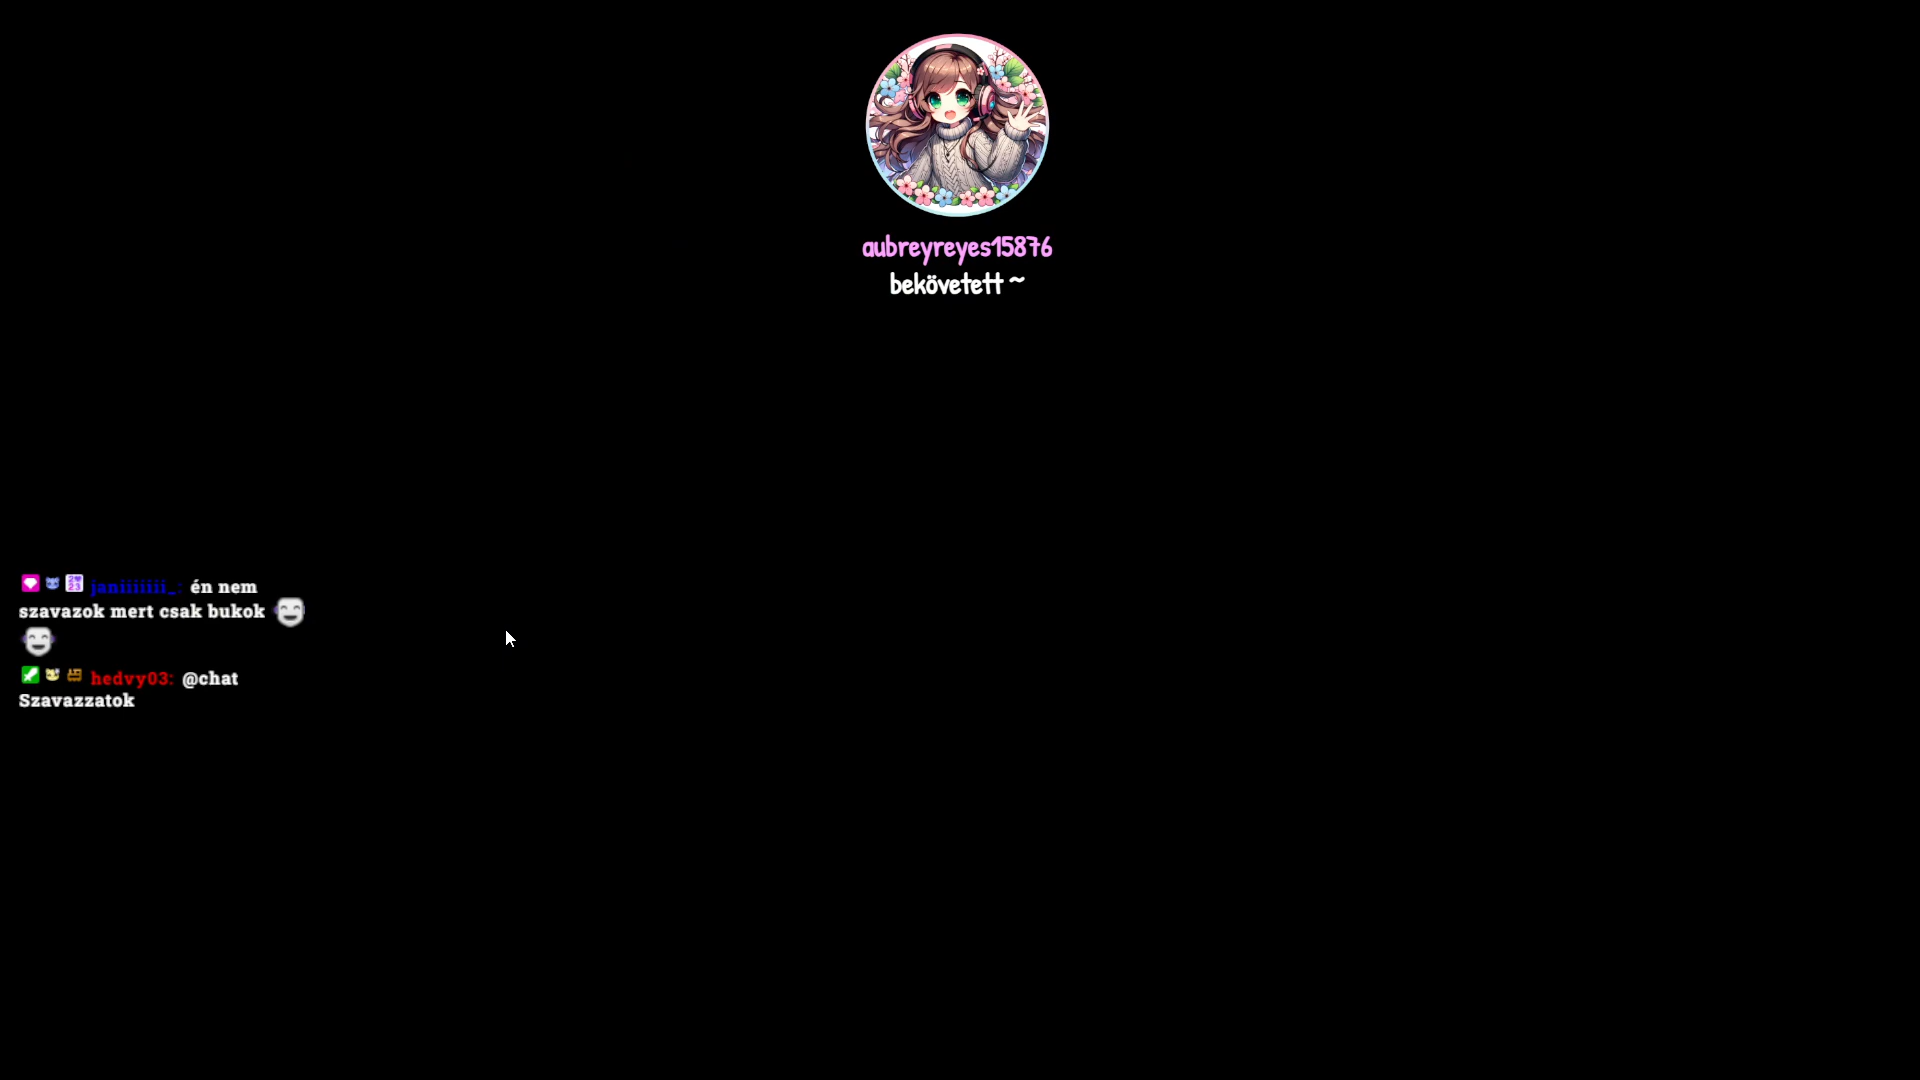 aubreyreyes15876
bekövetett ~
janiiiiiii_: én nem
szavazok mert csak bukok
hedvy03: @chat
Szavazzatok